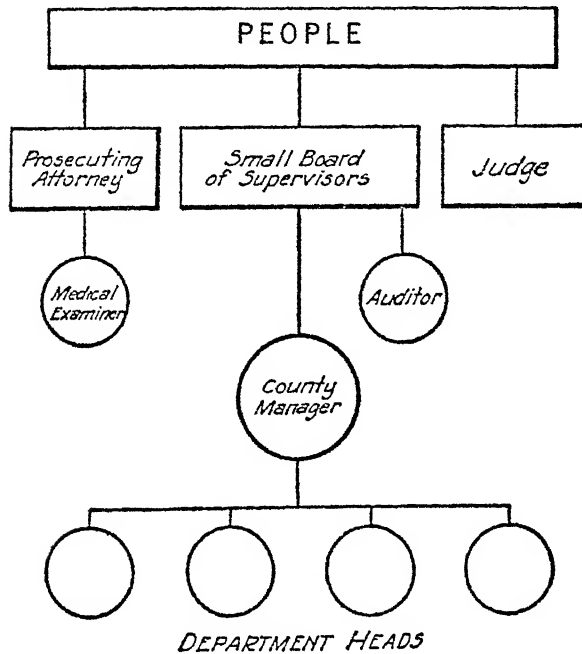 PEOPLE
Prosecuting
Attorney
Small Board
of Supervisors
Judge
Medical
Examiner
Auditor
County
Manager
DEPARTMENT HEADS